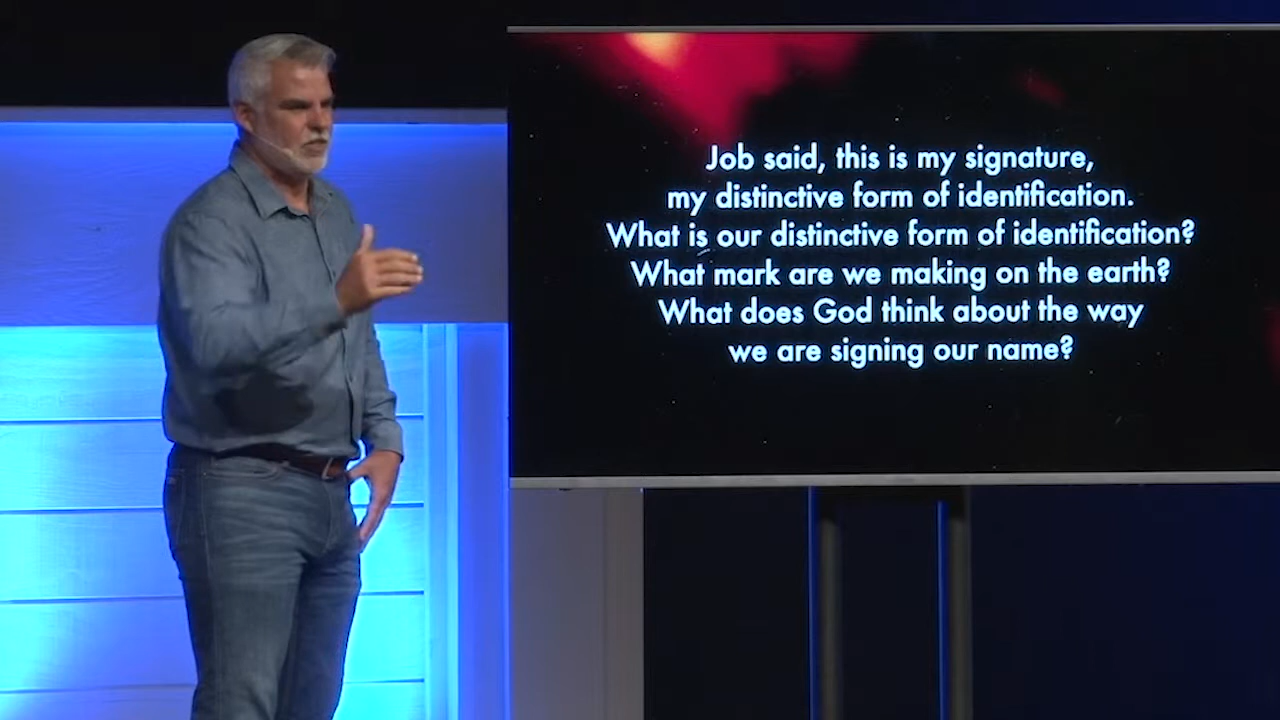 Job said, this is my signature,
my distinctive form of identification.
What is our distinctive form of identification?
What mark are we making on the earth?
What does God think about the way
we are signing our name?